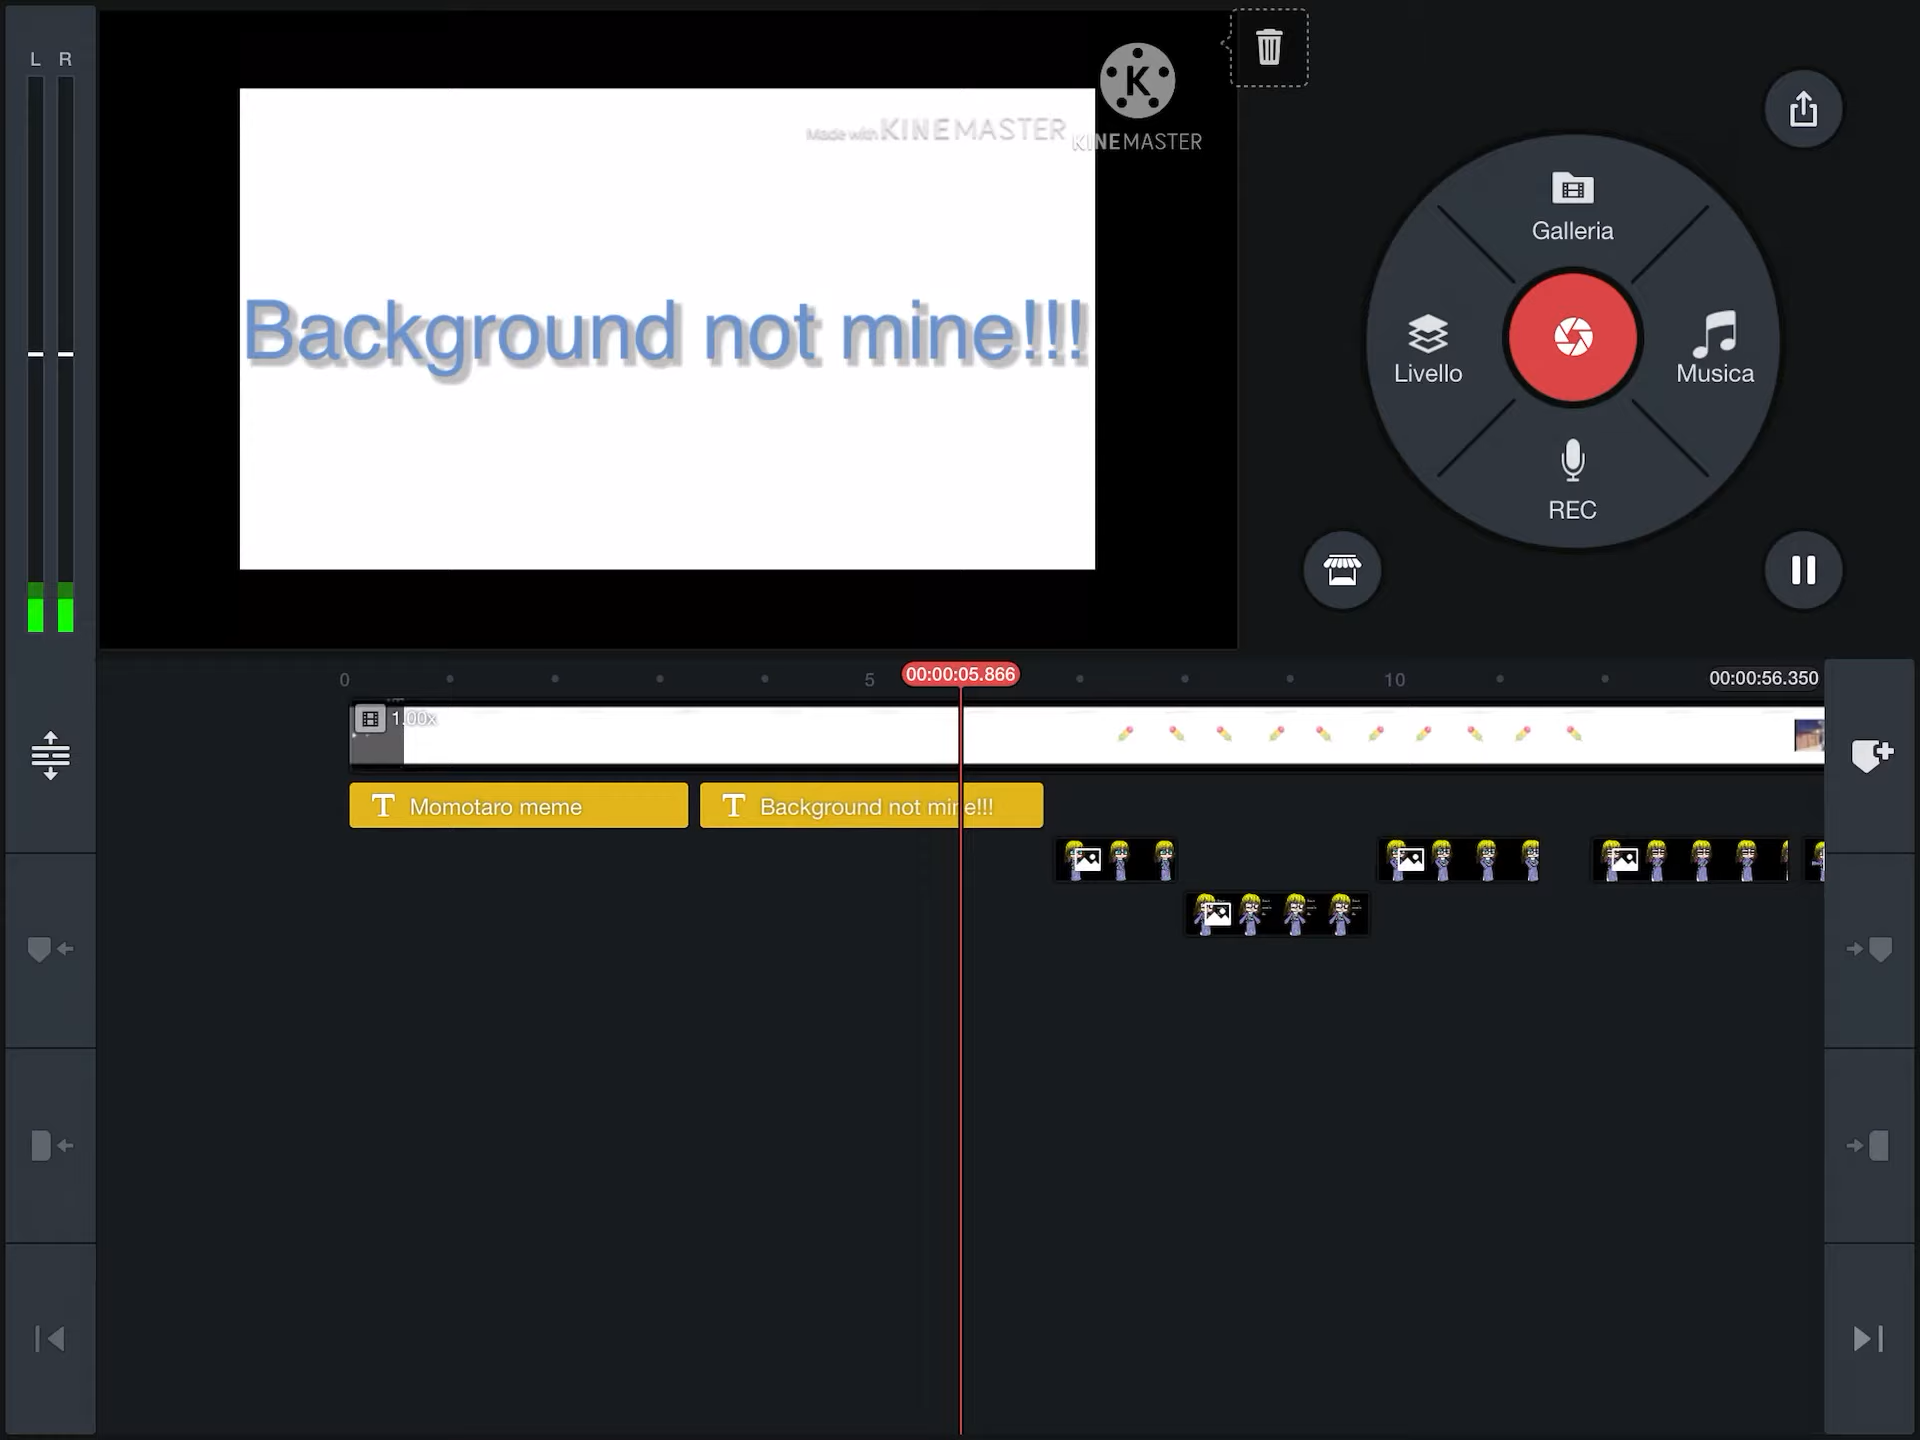 L R
Made with KINEMASTER
K
KINEMASTER
Background not mine!!!
Galleria
Livello
Musica
REC
0
5
00:00:05.866
10
00:00:56.350
1.00x
T Momotaro meme
T Background not mine!!!